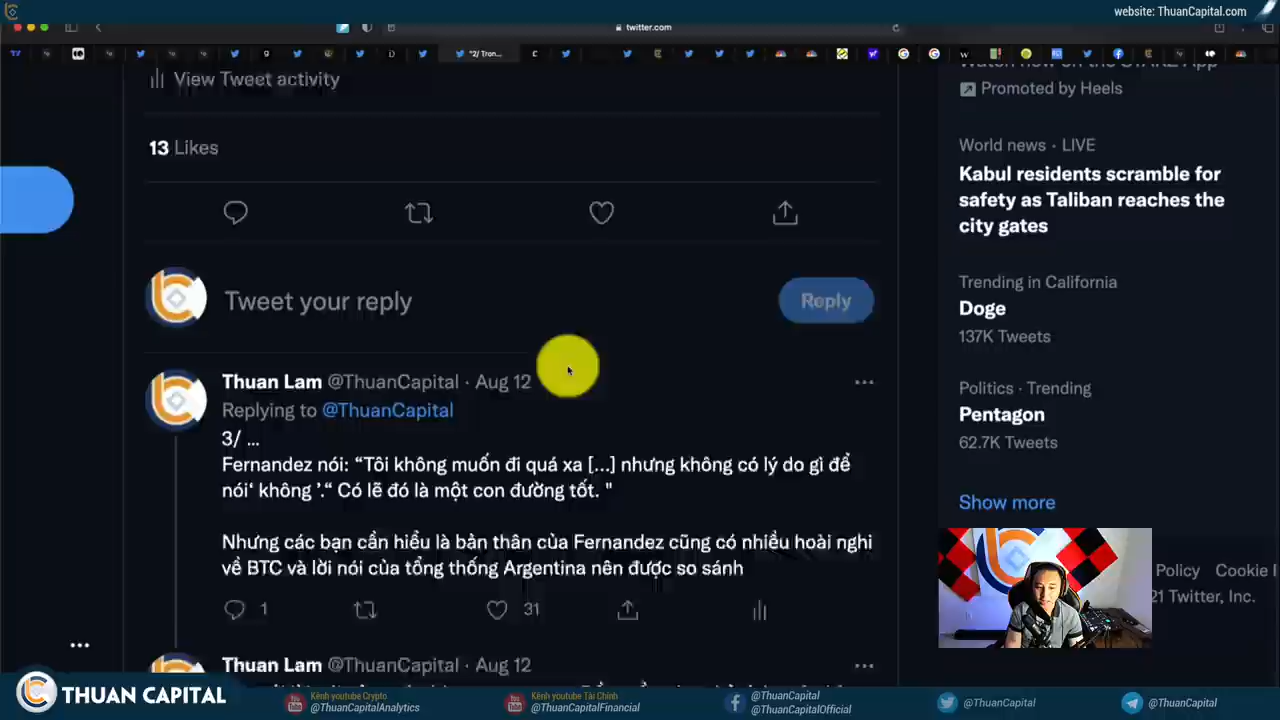 website: ThuanCapital.com
twitter.com
"2/ Tron...
View Tweet activity
13 Likes
Tweet your reply
Reply
Thuan Lam @ThuanCapital · Aug 12
Replying to @ThuanCapital
3/ ...
Fernandez nói: “Tôi không muốn đi quá xa [...] nhưng không có lý do gì để
nói‘ không ’.“ Có lẽ đó là một con đường tốt. "
Nhưng các bạn cần hiểu là bản thân của Fernandez cũng có nhiều hoài nghi
về BTC và lời nói của tổng thống Argentina nên được so sánh
1
31
Thuan Lam @ThuanCapital · Aug 12
Promoted by Heels
World news · LIVE
Kabul residents scramble for
safety as Taliban reaches the
city gates
Trending in California
Doge
137K Tweets
Politics · Trending
Pentagon
62.7K Tweets
Show more
Policy Cookie
21 Twitter, Inc.
THUAN CAPITAL
Kênh youtube Crypto
@ThuanCapitalAnalytics
Kênh youtube Tài Chính
@ThuanCapitalFinancial
@ThuanCapital
@ThuanCapitalOfficial
@ThuanCapital
@ThuanCapital